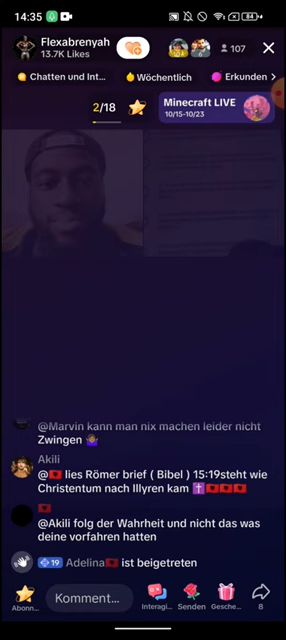 14:35
84
Flexabrenyah
13.7K Likes
107
Chatten und Int...
Wöchentlich
Erkunden
2/18
Minecraft LIVE
10/15-10/23
@Marvin kann man nix machen leider nicht
Zwingen
Akili
@🇦🇱 lies Römer brief ( Bibel ) 15:19steht wie
Christentum nach Illyren kam ✝️🇦🇱🇦🇱🇦🇱
@Akili folg der Wahrheit und nicht das was
deine vorfahren hatten
19 Adelina🇦🇱 ist beigetreten
Abonn...
Komment...
Interagi...
Senden
Gesche...
8